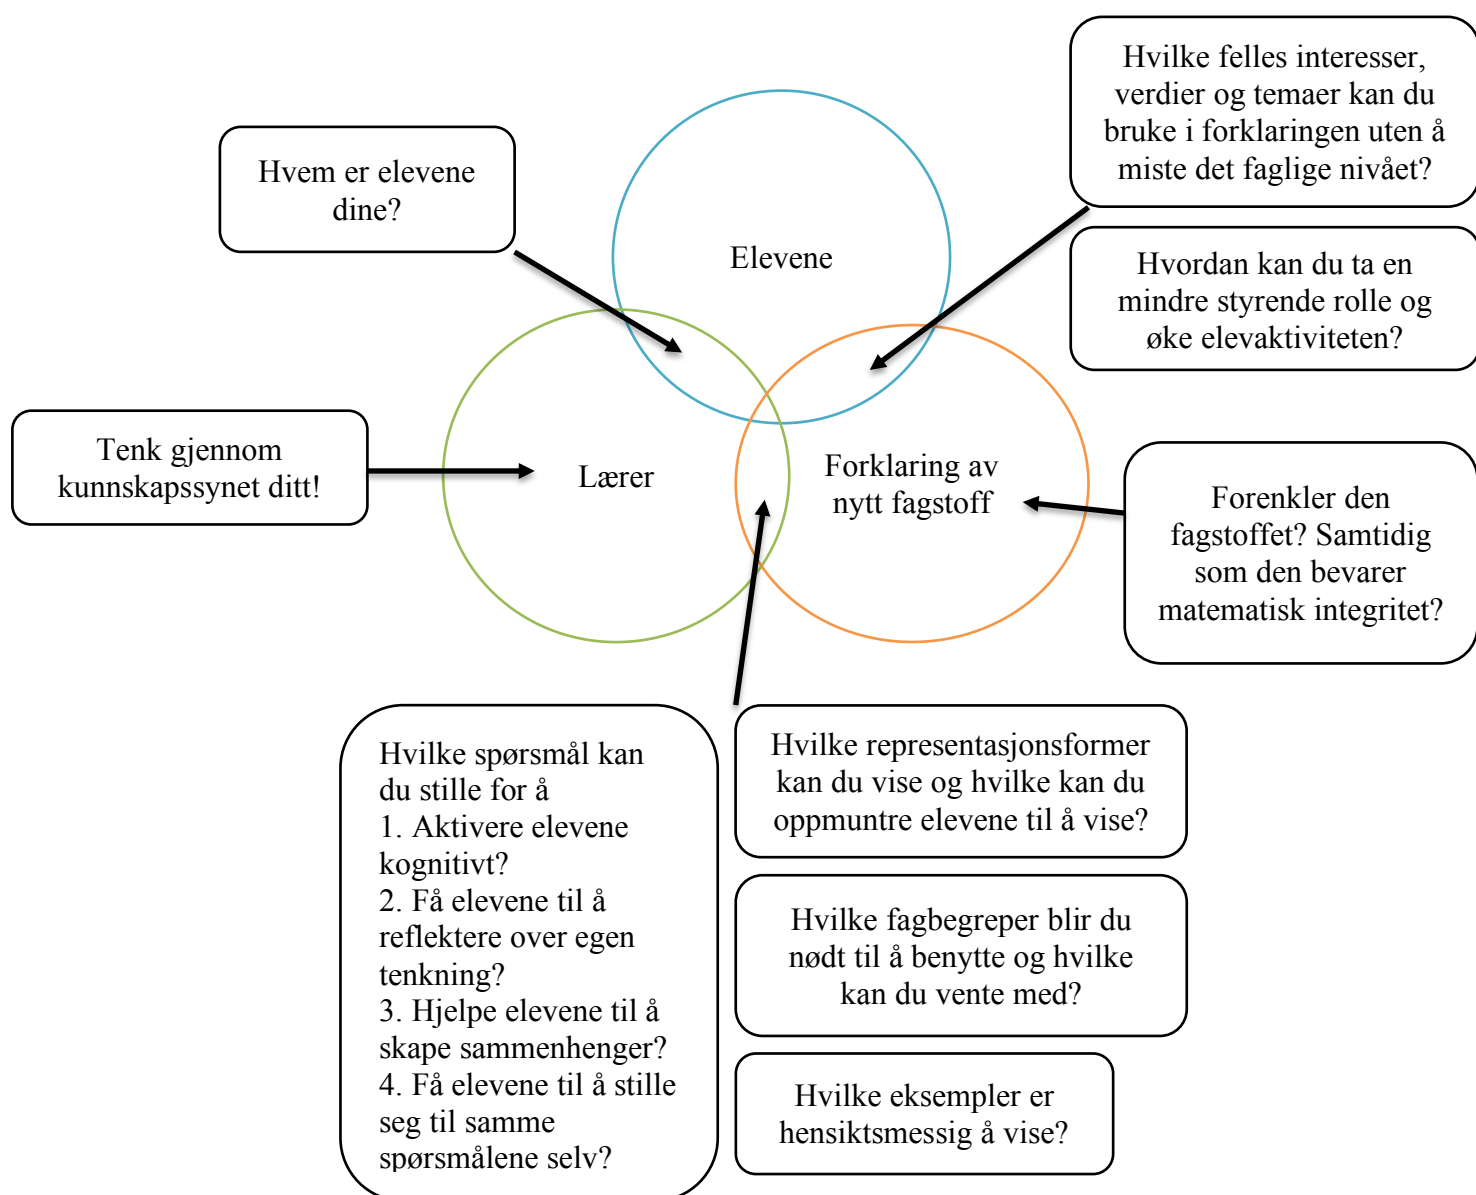 Hvilke felles interesser,
verdier og temaer kan du
bruke i forklaringen uten å
miste det faglige nivået?
Hvem er elevene
dine?
Elevene
Hvordan kan du ta en
mindre styrende rolle og
øke elevaktiviteten?
Tenk gjennom
kunnskapssynet ditt!
Lærer
Forklaring av
nytt fagstoff
Forenkler den
fagstoffet? Samtidig
som den bevarer
matematisk integritet?
Hvilke spørsmål kan
du stille for å
1. Aktivere elevene
kognitivt?
2. Få elevene til å
reflektere over egen
tenkning?
3. Hjelpe elevene til å
skape sammenhenger?
4. Få elevene til å stille
seg til samme
spørsmålene selv?
Hvilke representasjonsformer
kan du vise og hvilke kan du
oppmuntre elevene til å vise?
Hvilke fagbegreper blir du
nødt til å benytte og hvilke
kan du vente med?
Hvilke eksempler er
hensiktsmessig å vise?